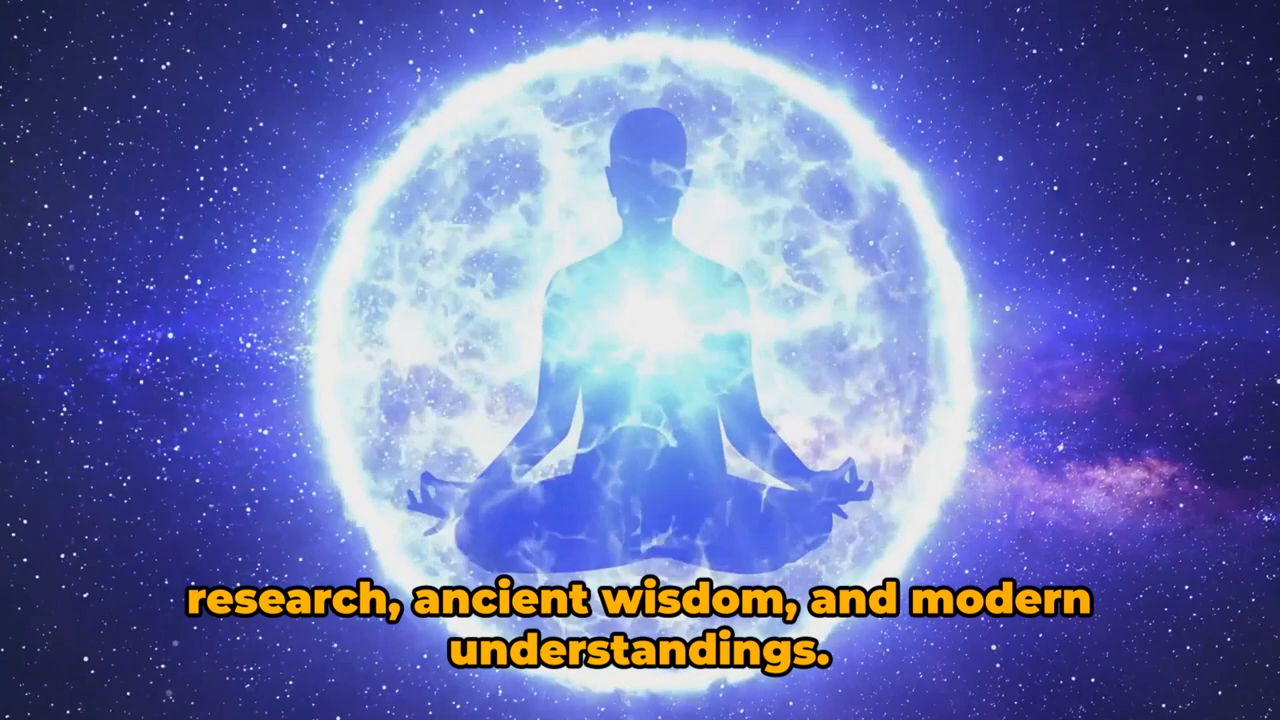 research, ancient wisdom, and modern
understandings.